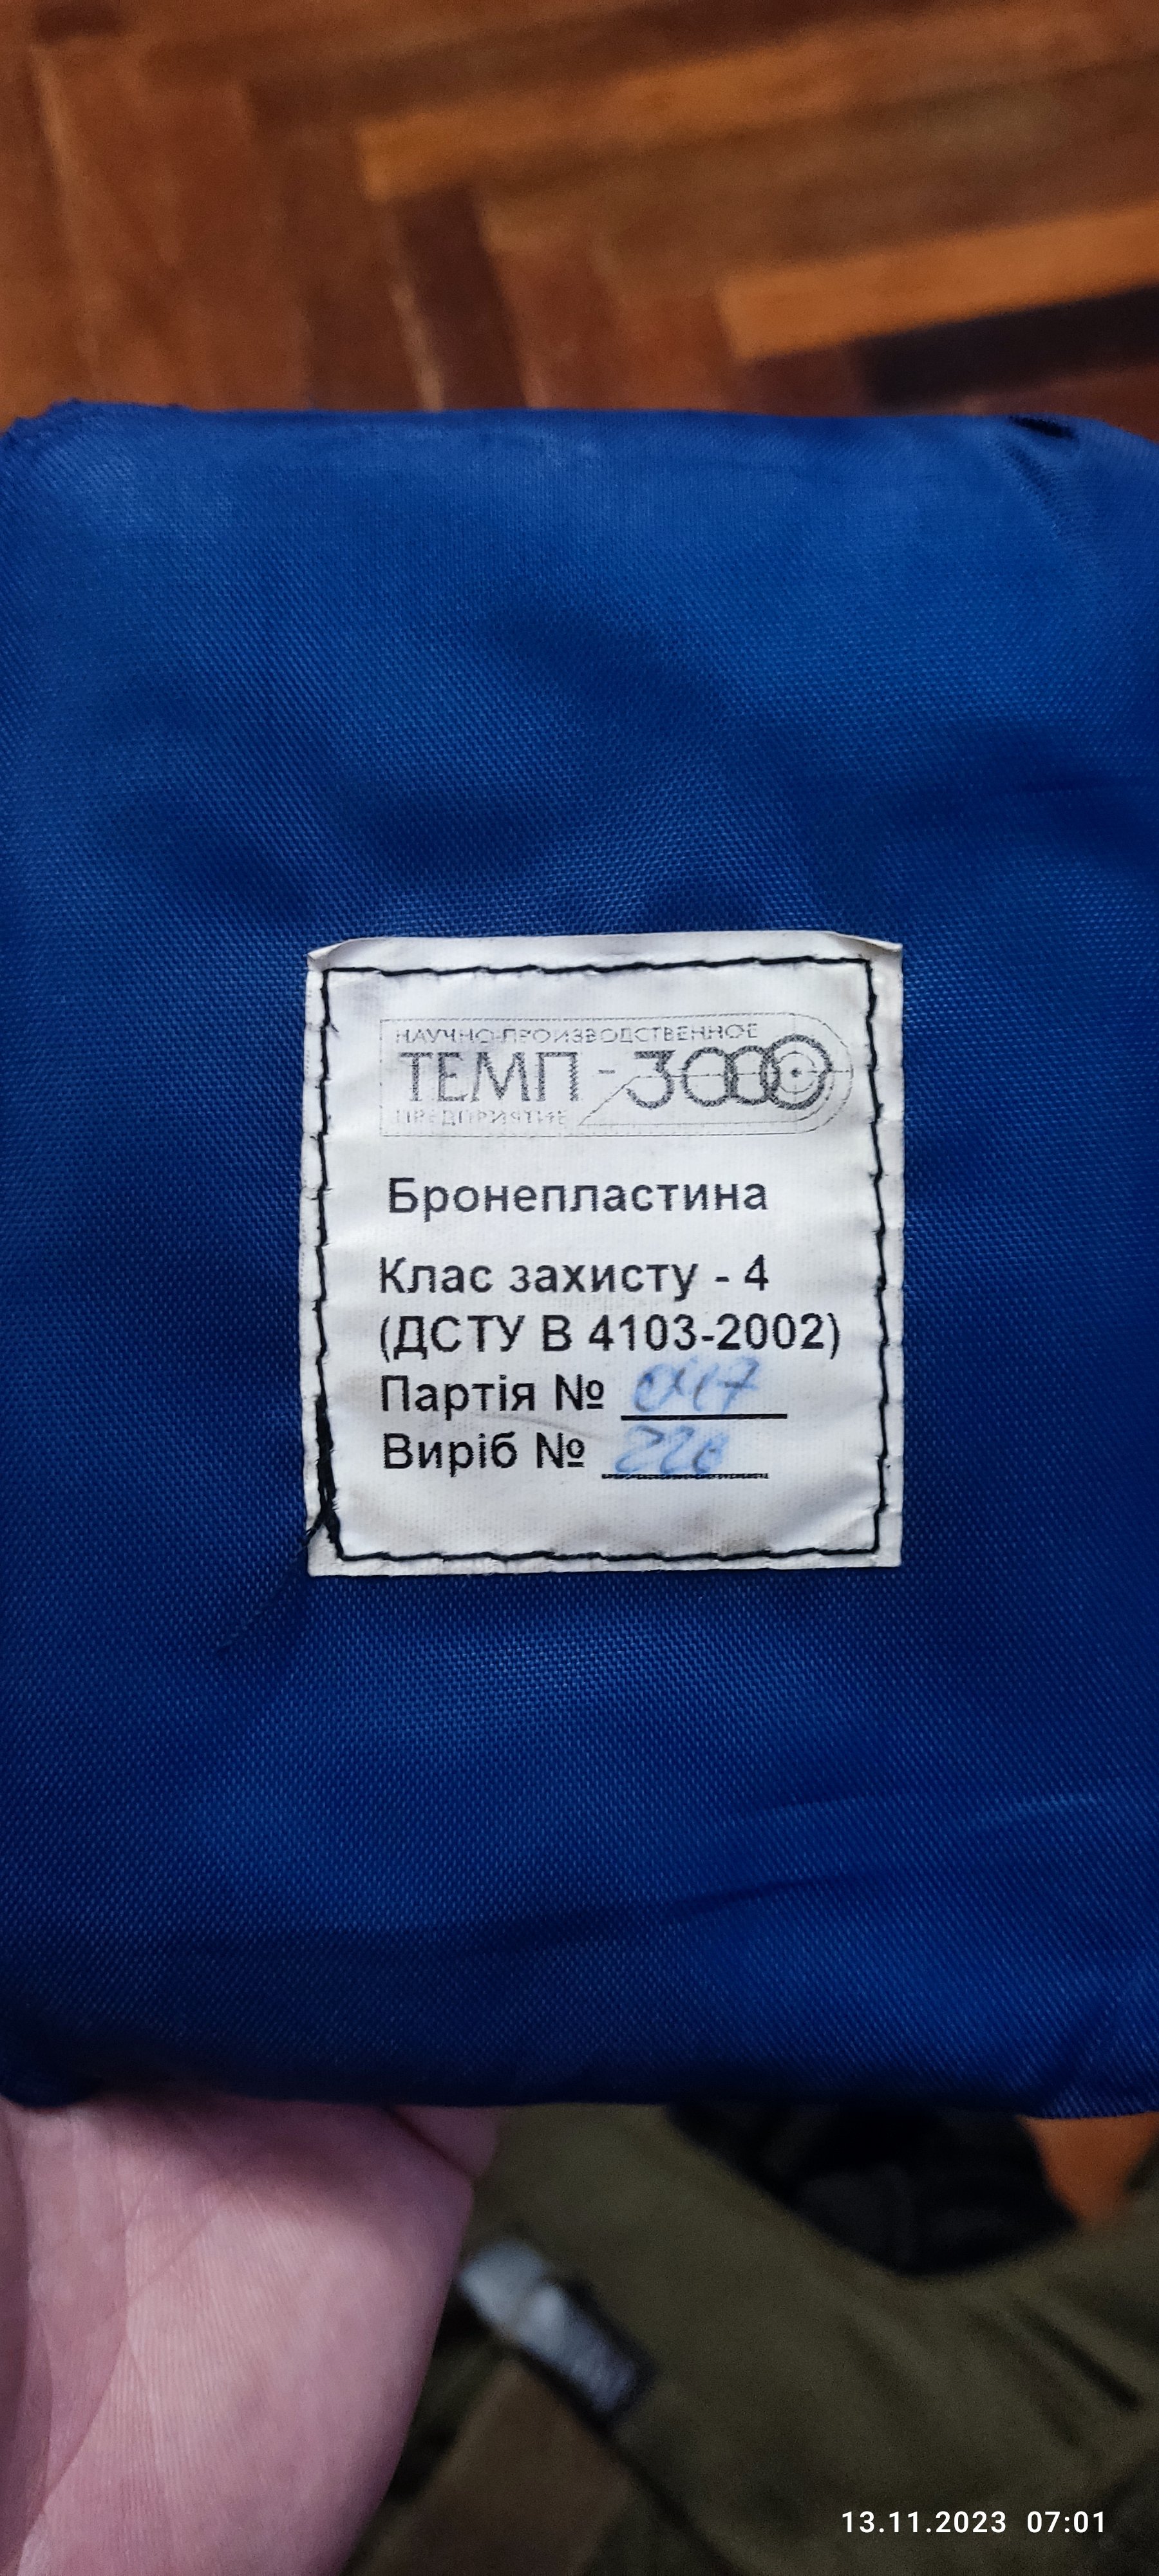 НАУЧНО-ПРОИЗВОДСТВЕННОЕ
ТЕМП - 3000
ПРЕДПРИЯТИЕ
Бронепластина
Клас захисту - 4
(ДСТУ В 4103-2002)
Партія № 047
Виріб №
13.11.2023 07:01